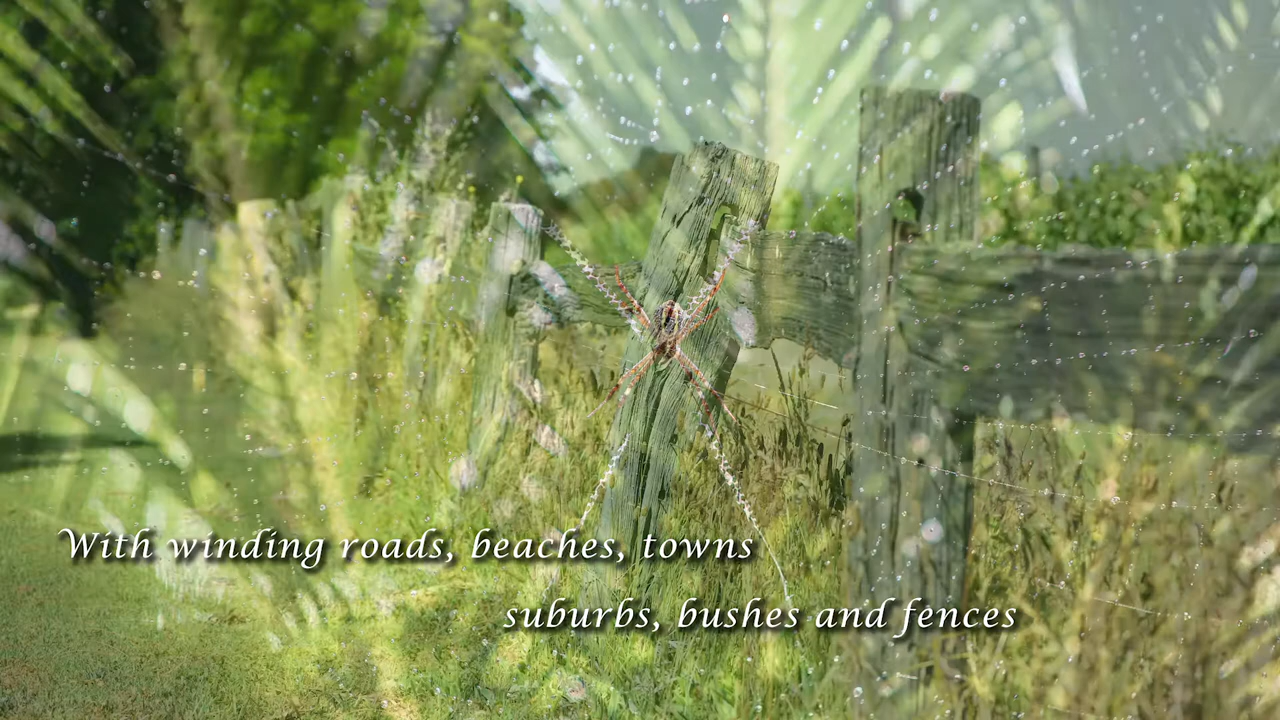 With winding roads, beaches, towns
suburbs, bushes and fences